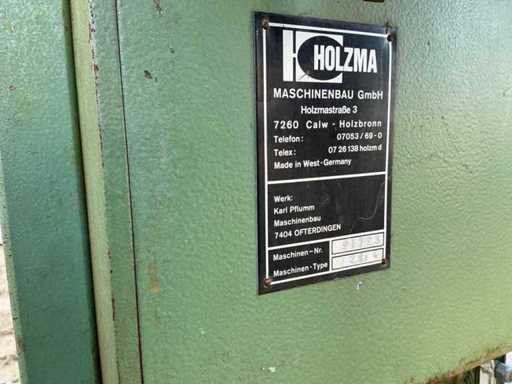 HOLZMA
MASCHINENBAU GmbH
Holzmastraße 3
7260 Calw - Holzbronn
Telefon: 07053/69-0
Telex: 07 26 138 holzm d
Made in West-Germany
Werk:
Karl Pflumm
Maschinenbau
7404 OFTERDINGEN
Maschinen-Nr.
Maschinen-Type